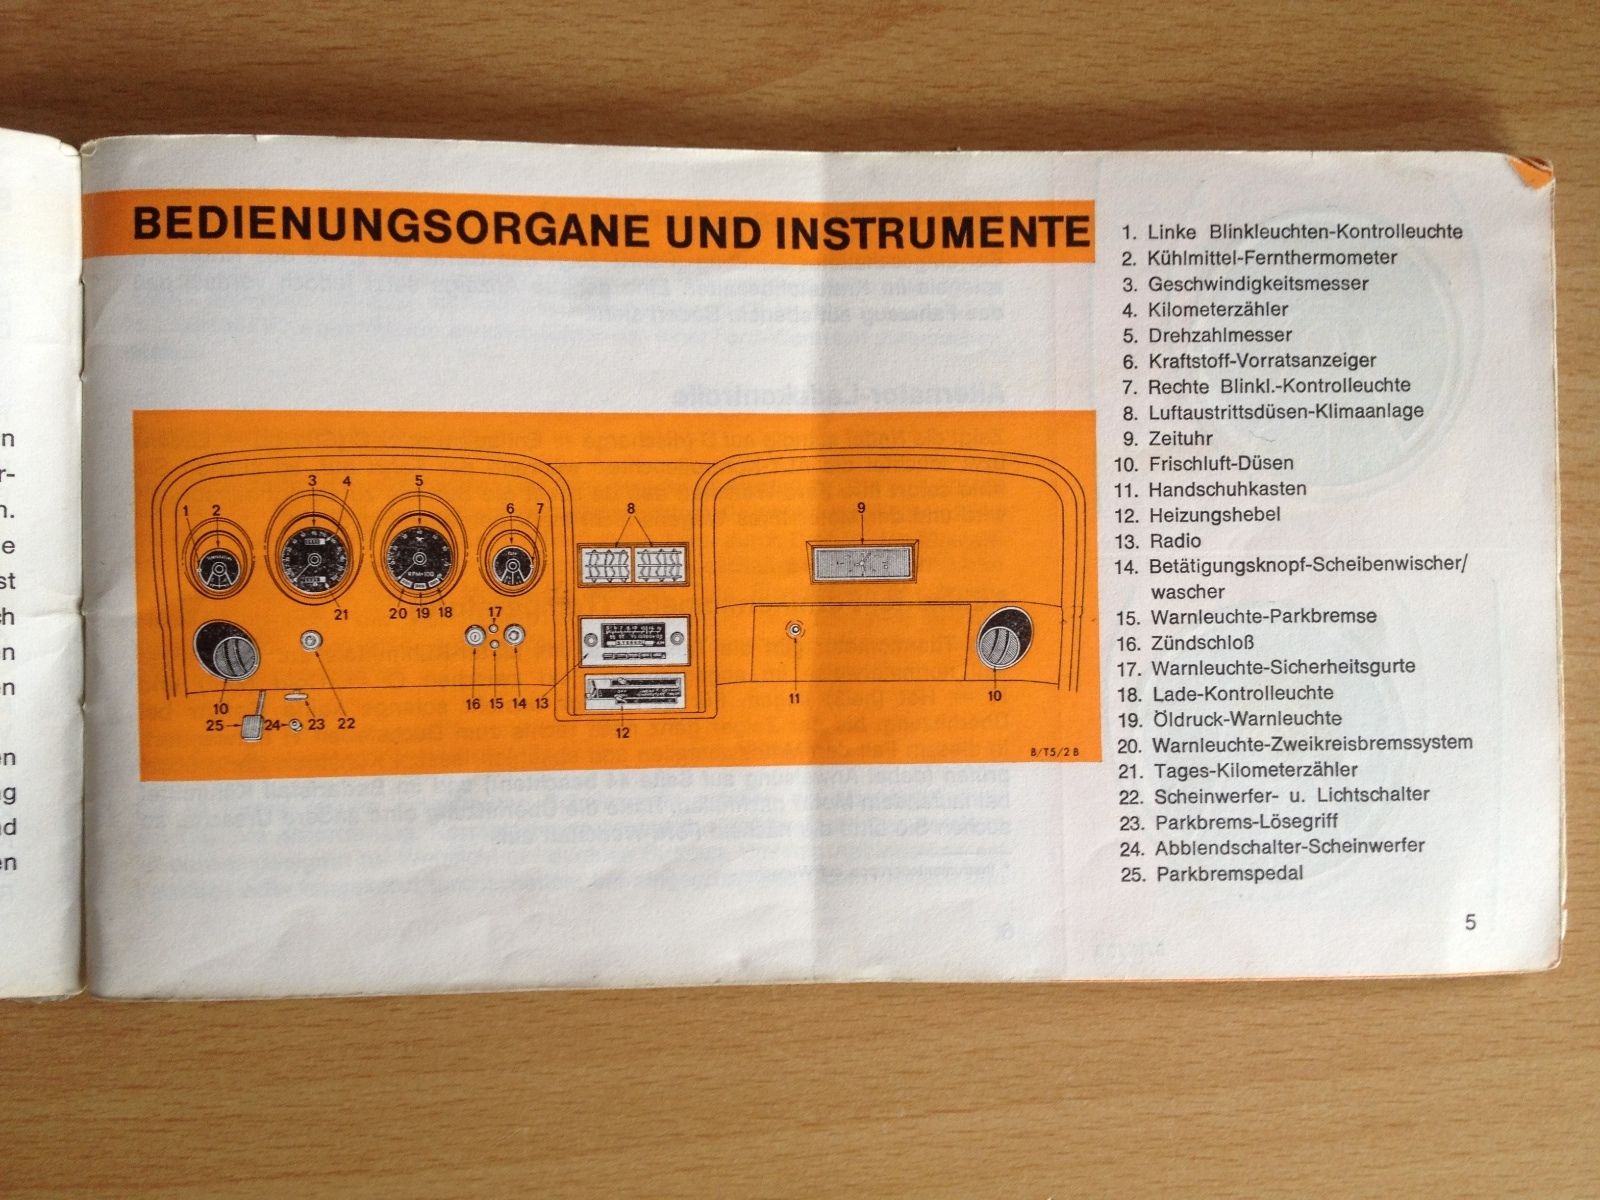 BEDIENUNGSORGANE UND INSTRUMENTE
1. Linke Blinkleuchten-Kontrolleuchte
2. Kühlmittel-Fernthermometer
3. Geschwindigkeitsmesser
4. Kilometerzähler
5. Drehzahlmesser
6. Kraftstoff-Vorratsanzeiger
7. Rechte Blinkl.-Kontrolleuchte
8. Luftaustrittsdüsen-Klimaanlage
9. Zeituhr
10. Frischluft-Düsen
11. Handschuhkasten
12. Heizungshebel
13. Radio
14. Betätigungsknopf-Scheibenwischer/
wascher
15. Warnleuchte-Parkbremse
16. Zündschloß
17. Warnleuchte-Sicherheitsgurte
18. Lade-Kontrolleuchte
19. Öldruck-Warnleuchte
20. Warnleuchte-Zweikreisbremssystem
21. Tages-Kilometerzähler
22. Scheinwerfer- u. Lichtschalter
23. Parkbrems-Lösegriff
24. Abblendschalter-Scheinwerfer
25. Parkbremspedal
3 4 5
1 2 6 7 8 9
21 20 19 18 17
RPM×100
10 22 16 15 14 13 11 10
25 24 23 12
B/T5/2 B
5